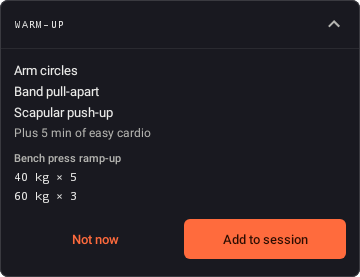 WARM-UP
Arm circles
Band pull-apart
Scapular push-up
Plus 5 min of easy cardio
Bench press ramp-up
40 kg × 5
60 kg × 3
Not now
Add to session